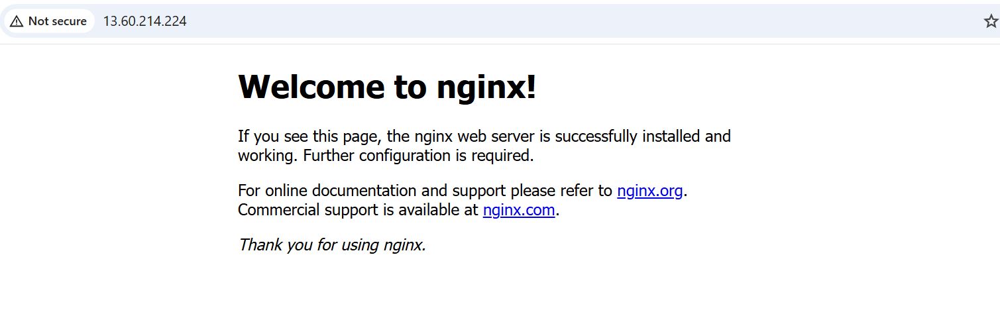 Not secure 13.60.214.224
Welcome to nginx!
If you see this page, the nginx web server is successfully installed and
working. Further configuration is required.
For online documentation and support please refer to nginx.org.
Commercial support is available at nginx.com.
Thank you for using nginx.